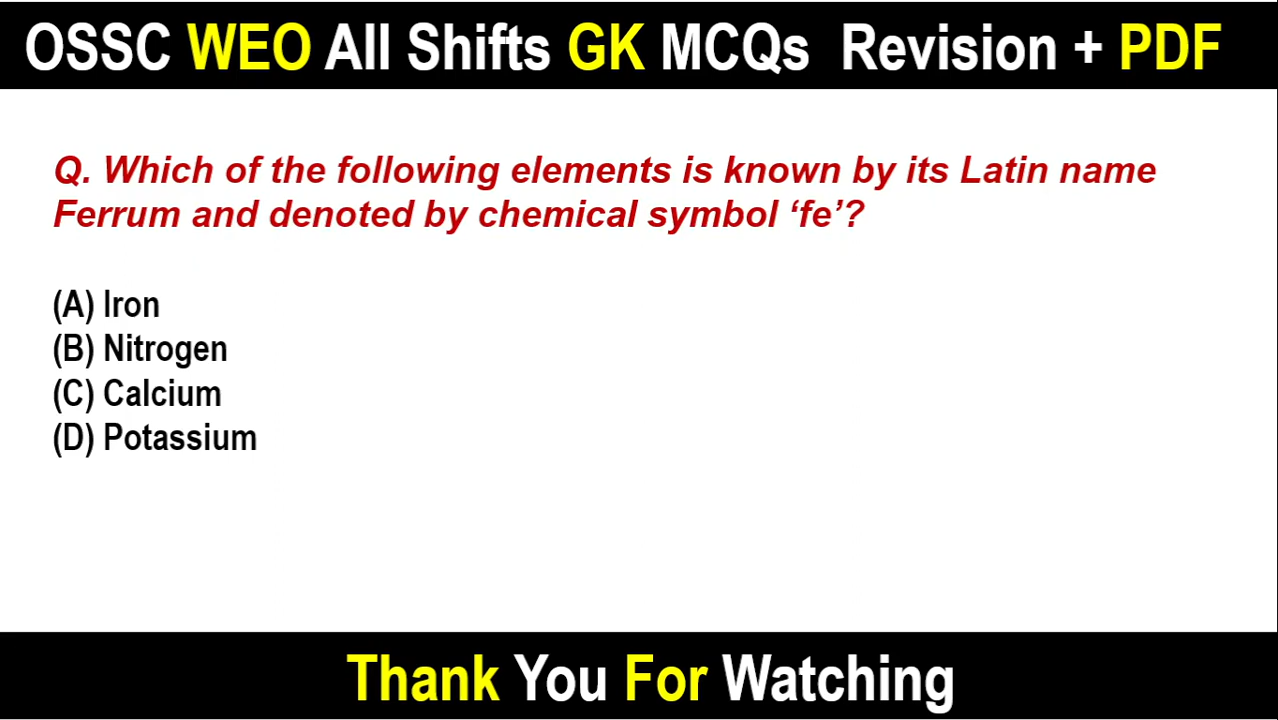 OSSC WEO All Shifts GK MCQs Revision + PDF
Q. Which of the following elements is known by its Latin name
Ferrum and denoted by chemical symbol ‘fe’?
(A) Iron
(B) Nitrogen
(C) Calcium
(D) Potassium
Thank You For Watching